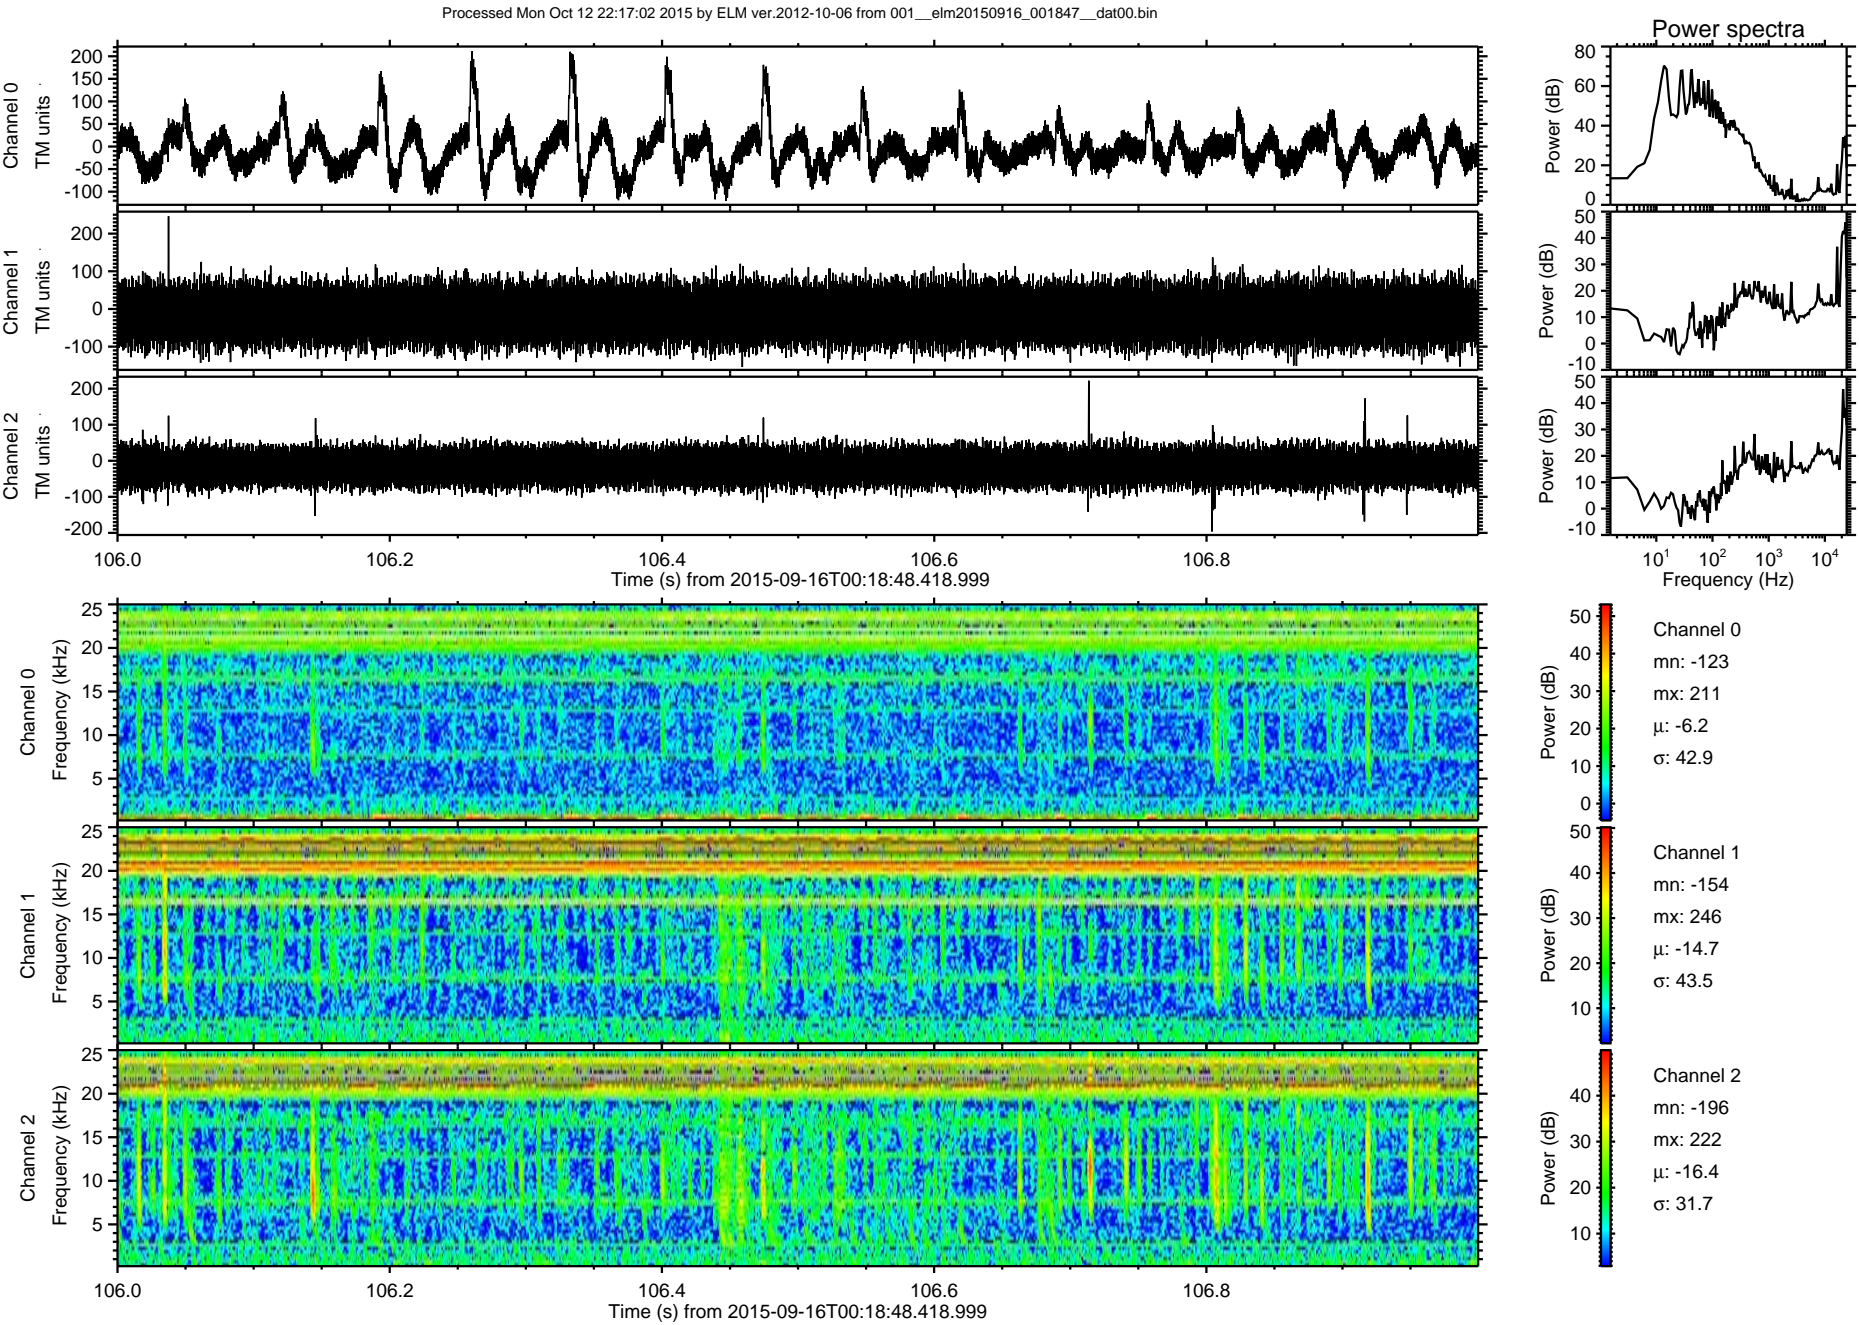 Processed Mon Oct 12 22:17:02 2015 by ELM ver.2012-10-06 from 001__elm20150916_001847__dat00.bin
Power spectra
Channel 0
TM units
200
150
100
50
0
-50
-100
Power (dB)
80
60
40
20
0
Channel 1
TM units
200
100
0
-100
Power (dB)
50
40
30
20
10
0
-10
Channel 2
TM units
200
100
0
-100
-200
Power (dB)
50
40
30
20
10
0
-10
106.0 106.2 106.4 106.6 106.8
Time (s) from 2015-09-16T00:18:48.418.999
10¹ 10² 10³ 10⁴
Frequency (Hz)
Channel 0
Frequency (kHz)
25
20
15
10
5
Power (dB)
50
40
30
20
10
0
Channel 0
mn: -123
mx: 211
μ: -6.2
σ: 42.9
Channel 1
Frequency (kHz)
25
20
15
10
5
Power (dB)
50
40
30
20
10
Channel 1
mn: -154
mx: 246
μ: -14.7
σ: 43.5
Channel 2
Frequency (kHz)
25
20
15
10
5
Power (dB)
40
30
20
10
Channel 2
mn: -196
mx: 222
μ: -16.4
σ: 31.7
106.0 106.2 106.4 106.6 106.8
Time (s) from 2015-09-16T00:18:48.418.999